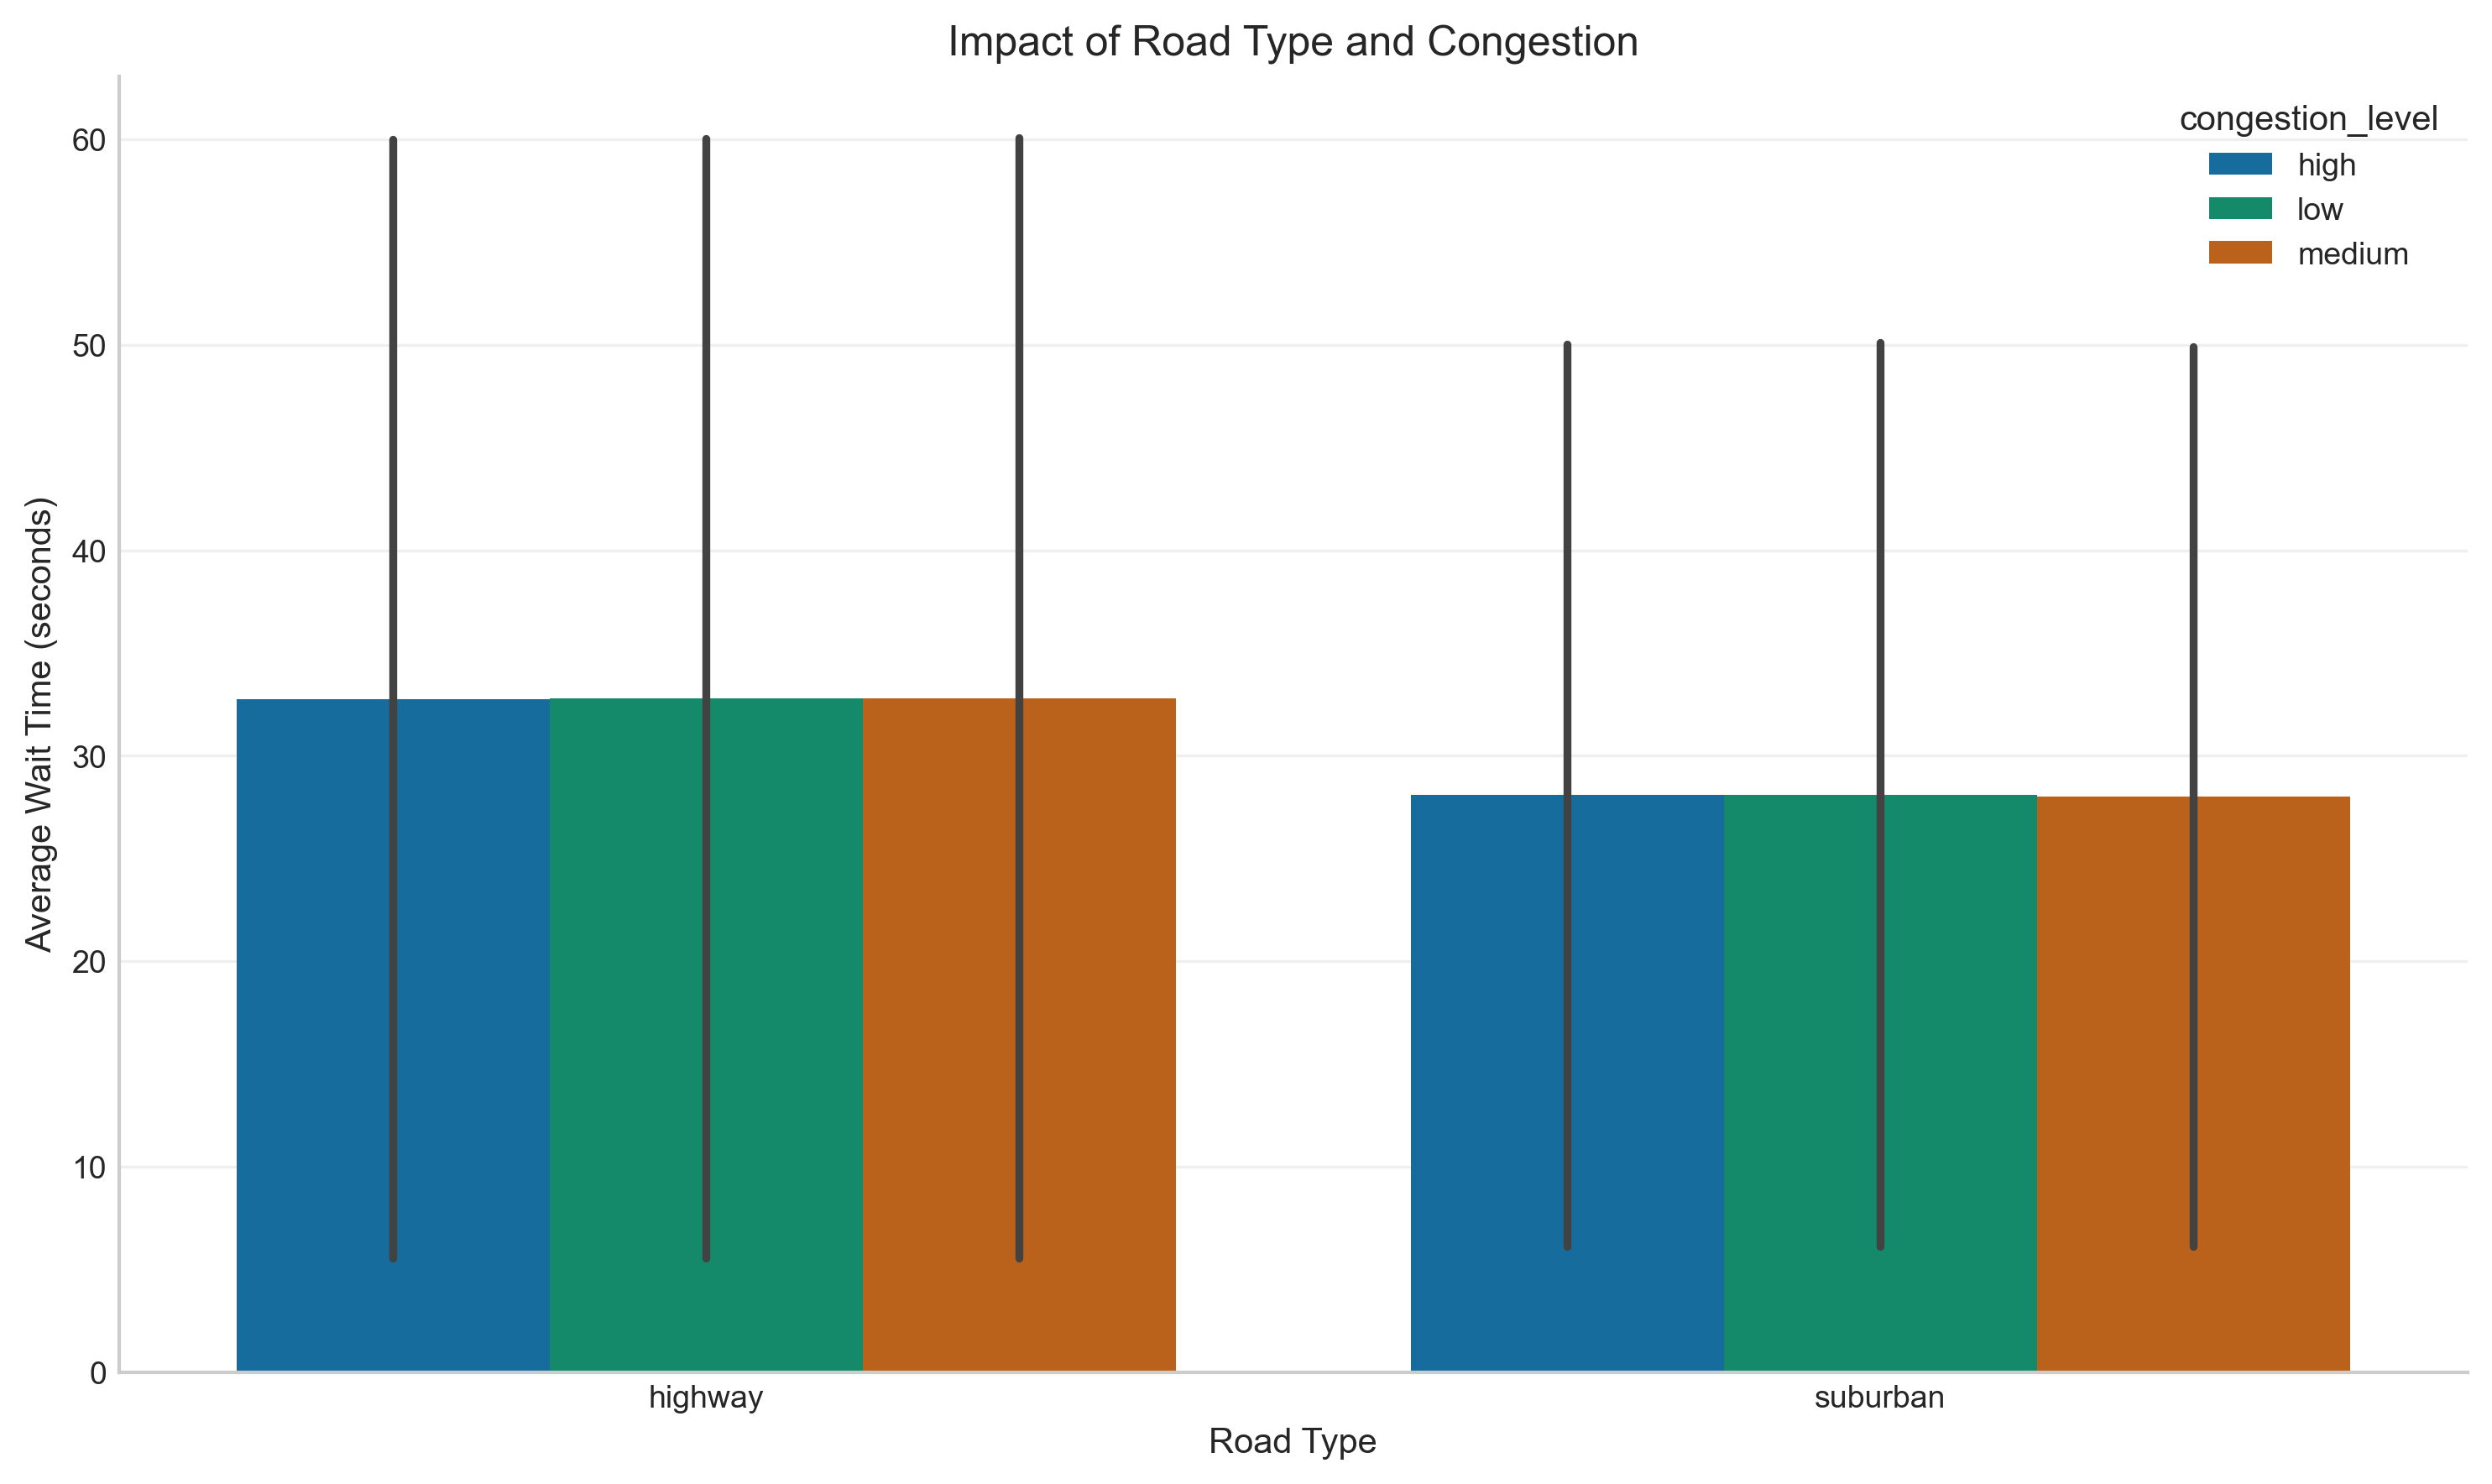 Impact of Road Type and Congestion
congestion_level
high
low
medium
Average Wait Time (seconds)
60
50
40
30
20
10
0
highway
suburban
Road Type